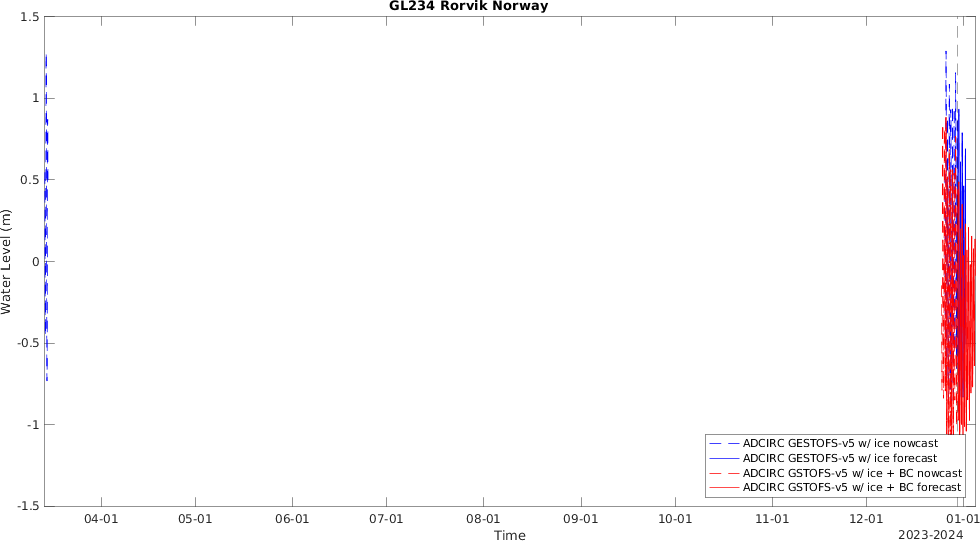 GL234 Rorvik Norway
1.5
1
0.5
0
-0.5
-1
-1.5
Water Level (m)
04-01 05-01 06-01 07-01 08-01 09-01 10-01 11-01 12-01 01-01
Time
2023-2024
ADCIRC GESTOFS-v5 w/ ice nowcast
ADCIRC GESTOFS-v5 w/ ice forecast
ADCIRC GSTOFS-v5 w/ ice + BC nowcast
ADCIRC GSTOFS-v5 w/ ice + BC forecast